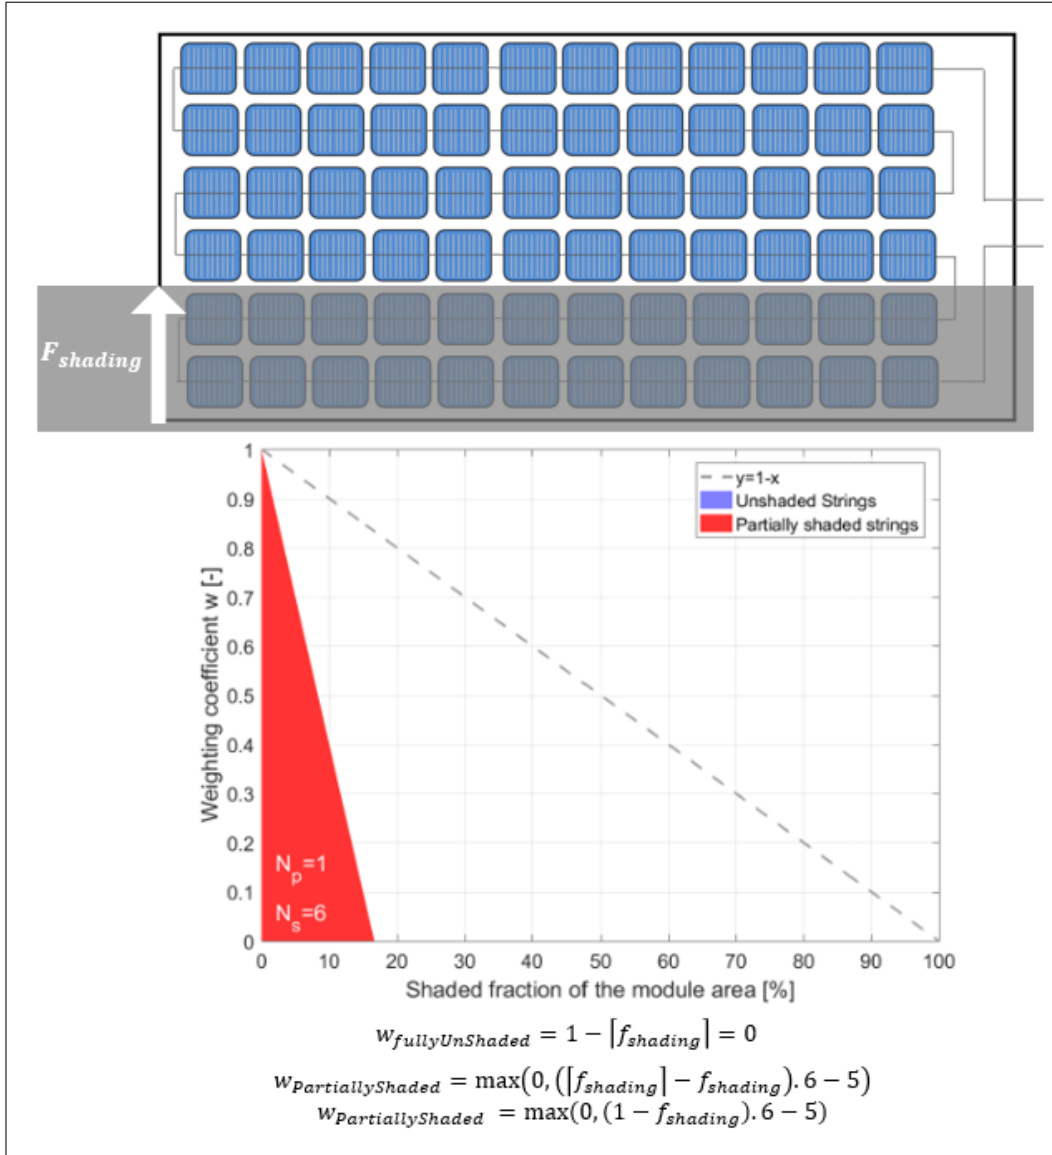 F_shading
1
0.9
0.8
0.7
0.6
0.5
0.4
0.3
0.2
0.1
0
Weighting coefficient w [-]
y=1-x
Unshaded Strings
Partially shaded strings
N_p=1
N_s=6
0 10 20 30 40 50 60 70 80 90 100
Shaded fraction of the module area [%]
w_fullyUnShaded = 1 − ⌈f_shading⌉ = 0
w_PartiallyShaded = max(0, (⌈f_shading⌉ − f_shading). 6 − 5)
w_PartiallyShaded = max(0, (1 − f_shading). 6 − 5)